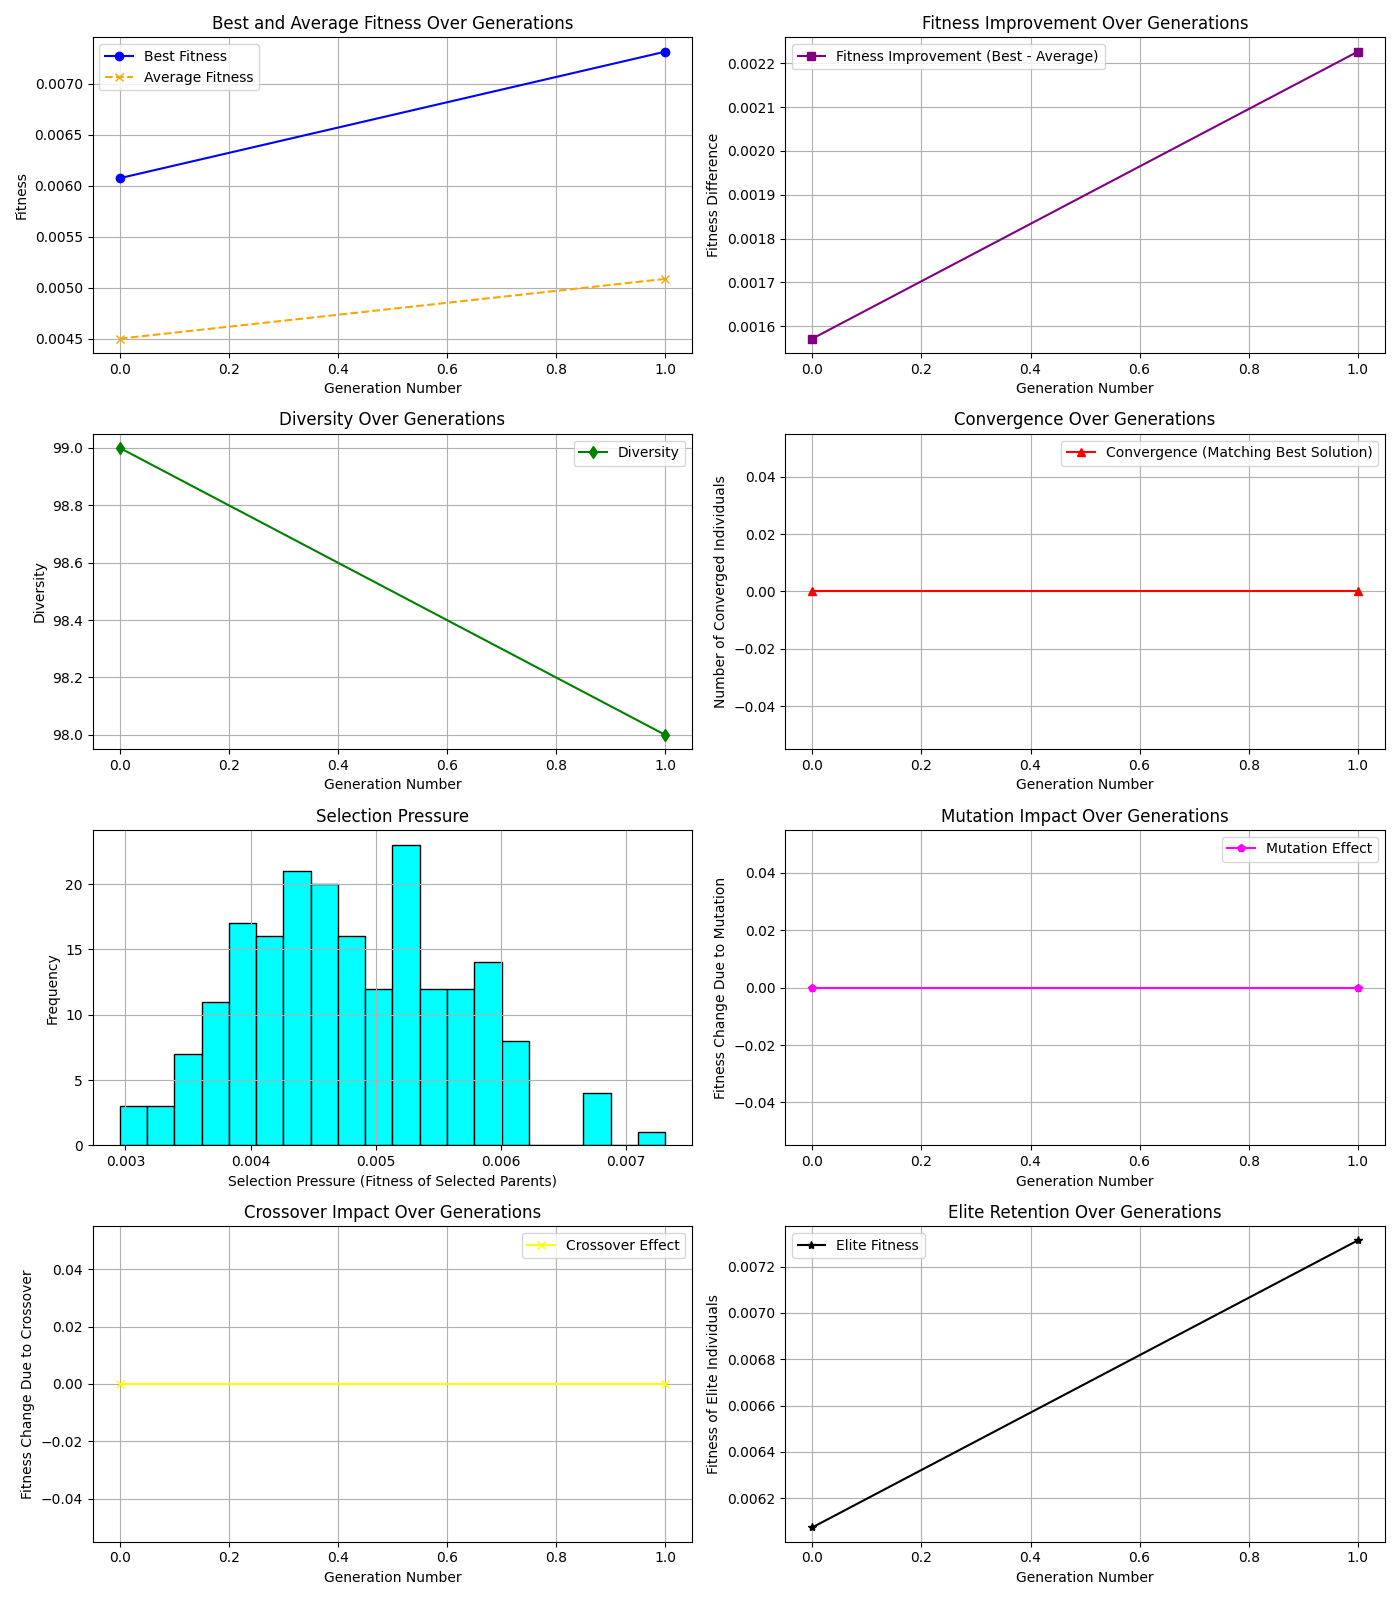 Best and Average Fitness Over Generations
Best Fitness
Average Fitness
0.0070
0.0065
0.0060
0.0055
0.0050
0.0045
Fitness
0.0 0.2 0.4 0.6 0.8 1.0
Generation Number
Fitness Improvement Over Generations
Fitness Improvement (Best - Average)
0.0022
0.0021
0.0020
0.0019
0.0018
0.0017
0.0016
Fitness Difference
0.0 0.2 0.4 0.6 0.8 1.0
Generation Number
Diversity Over Generations
Diversity
99.0
98.8
98.6
98.4
98.2
98.0
Diversity
0.0 0.2 0.4 0.6 0.8 1.0
Generation Number
Convergence Over Generations
Convergence (Matching Best Solution)
0.04
0.02
0.00
−0.02
−0.04
Number of Converged Individuals
0.0 0.2 0.4 0.6 0.8 1.0
Generation Number
Selection Pressure
20
15
10
5
0
Frequency
0.003 0.004 0.005 0.006 0.007
Selection Pressure (Fitness of Selected Parents)
Mutation Impact Over Generations
Mutation Effect
0.04
0.02
0.00
−0.02
−0.04
Fitness Change Due to Mutation
0.0 0.2 0.4 0.6 0.8 1.0
Generation Number
Crossover Impact Over Generations
Crossover Effect
0.04
0.02
0.00
−0.02
−0.04
Fitness Change Due to Crossover
0.0 0.2 0.4 0.6 0.8 1.0
Generation Number
Elite Retention Over Generations
Elite Fitness
0.0072
0.0070
0.0068
0.0066
0.0064
0.0062
Fitness of Elite Individuals
0.0 0.2 0.4 0.6 0.8 1.0
Generation Number